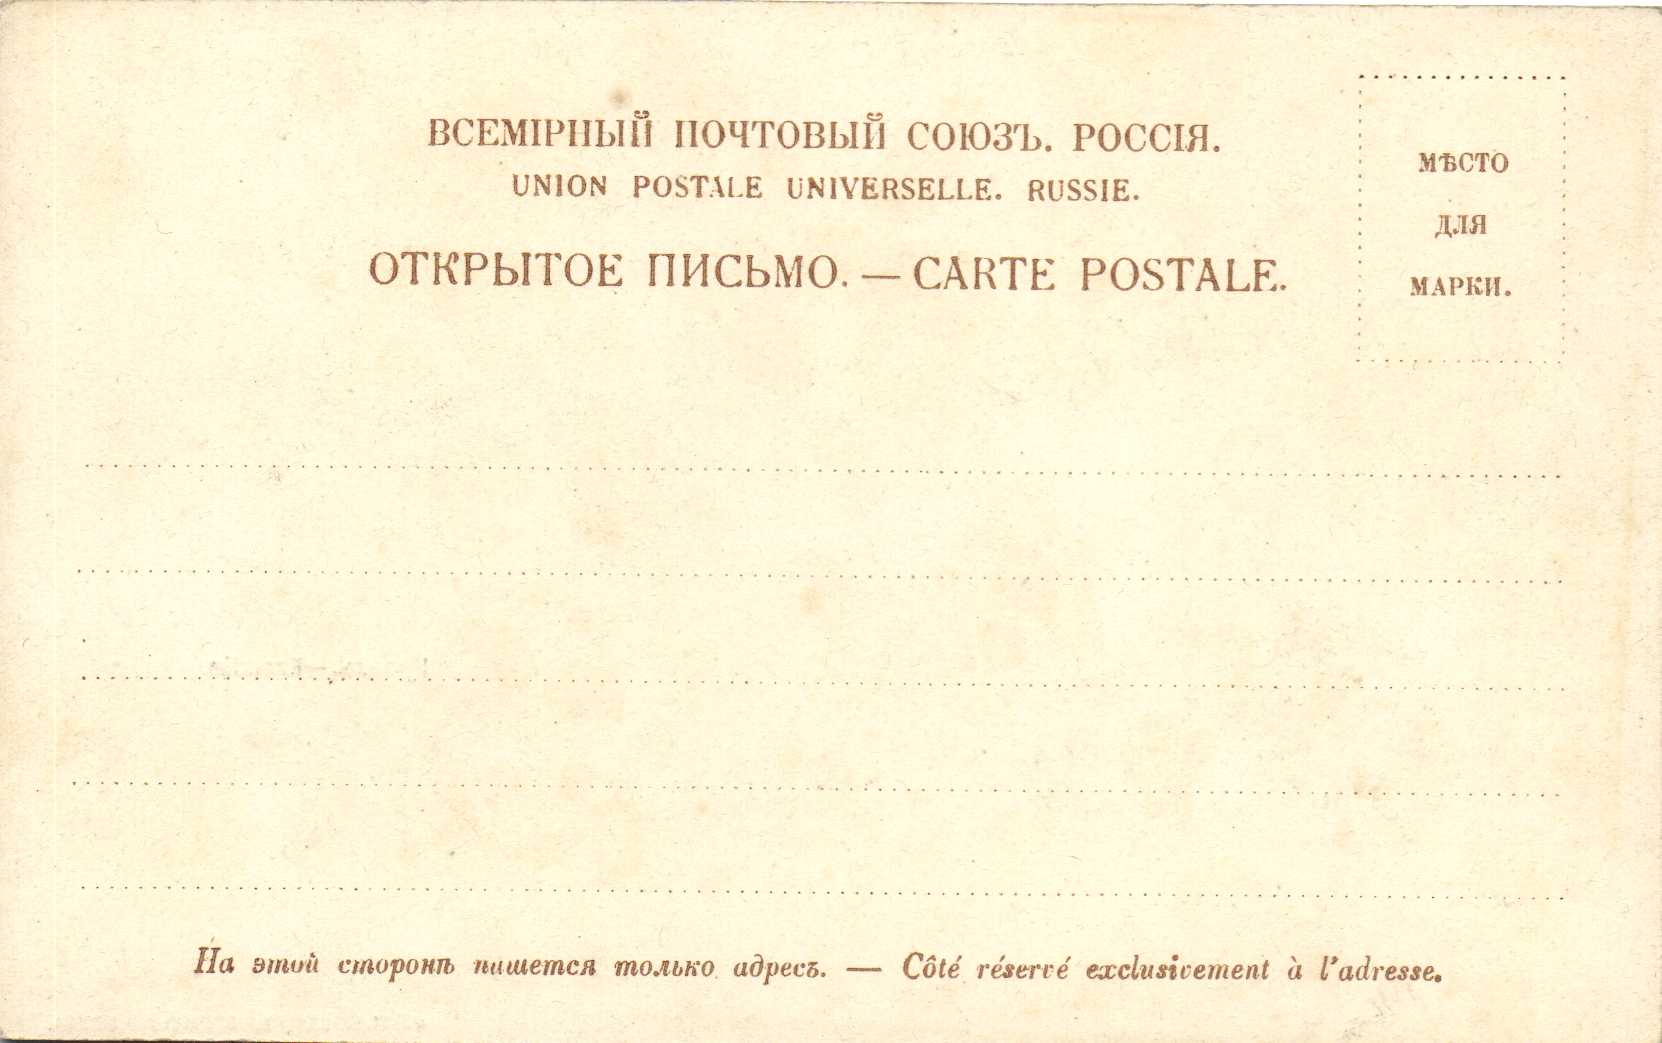 ВСЕМІРНЫЙ ПОЧТОВЫЙ СОЮЗЪ. РОССІЯ.
UNION POSTALE UNIVERSELLE. RUSSIE.
ОТКРЫТОЕ ПИСЬМО. — CARTE POSTALE.
МѢСТО
ДЛЯ
МАРКИ.
На этой сторонѣ пишется только адресъ. — Côté réservé exclusivement à l'adresse.